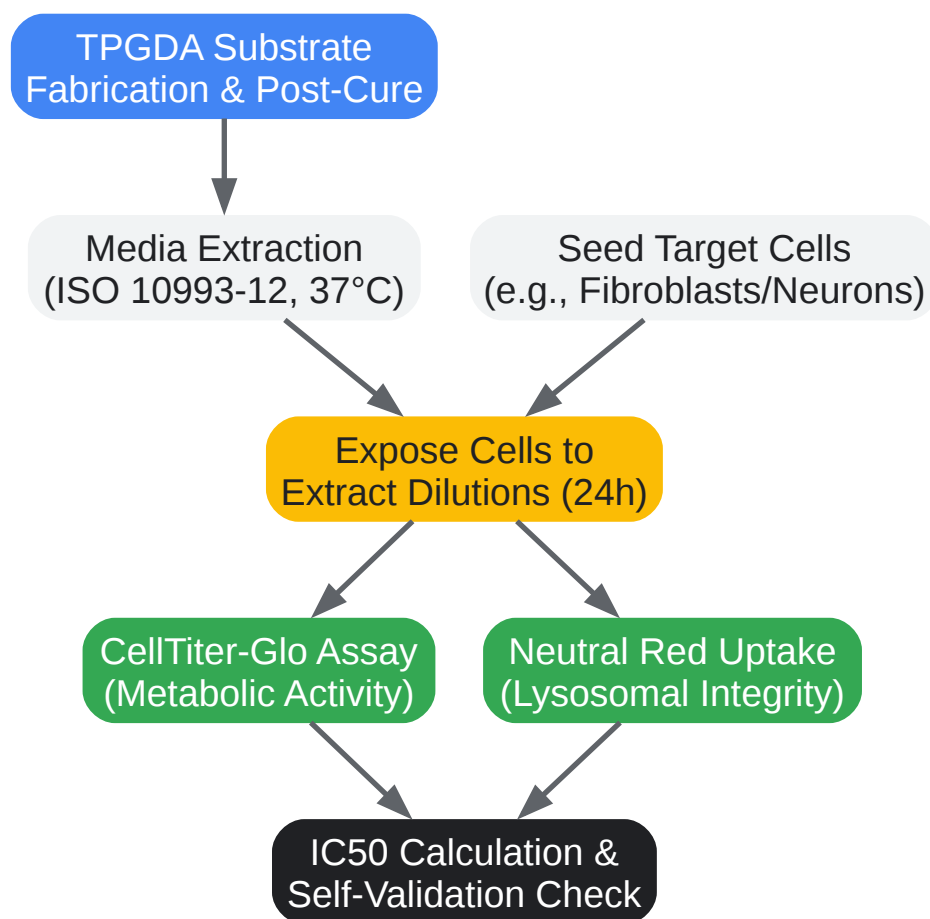 TPGDA Substrate
Fabrication & Post-Cure
Media Extraction
(ISO 10993-12, 37°C)
Seed Target Cells
(e.g., Fibroblasts/Neurons)
Expose Cells to
Extract Dilutions (24h)
CellTiter-Glo Assay
(Metabolic Activity)
Neutral Red Uptake
(Lysosomal Integrity)
IC50 Calculation &
Self-Validation Check